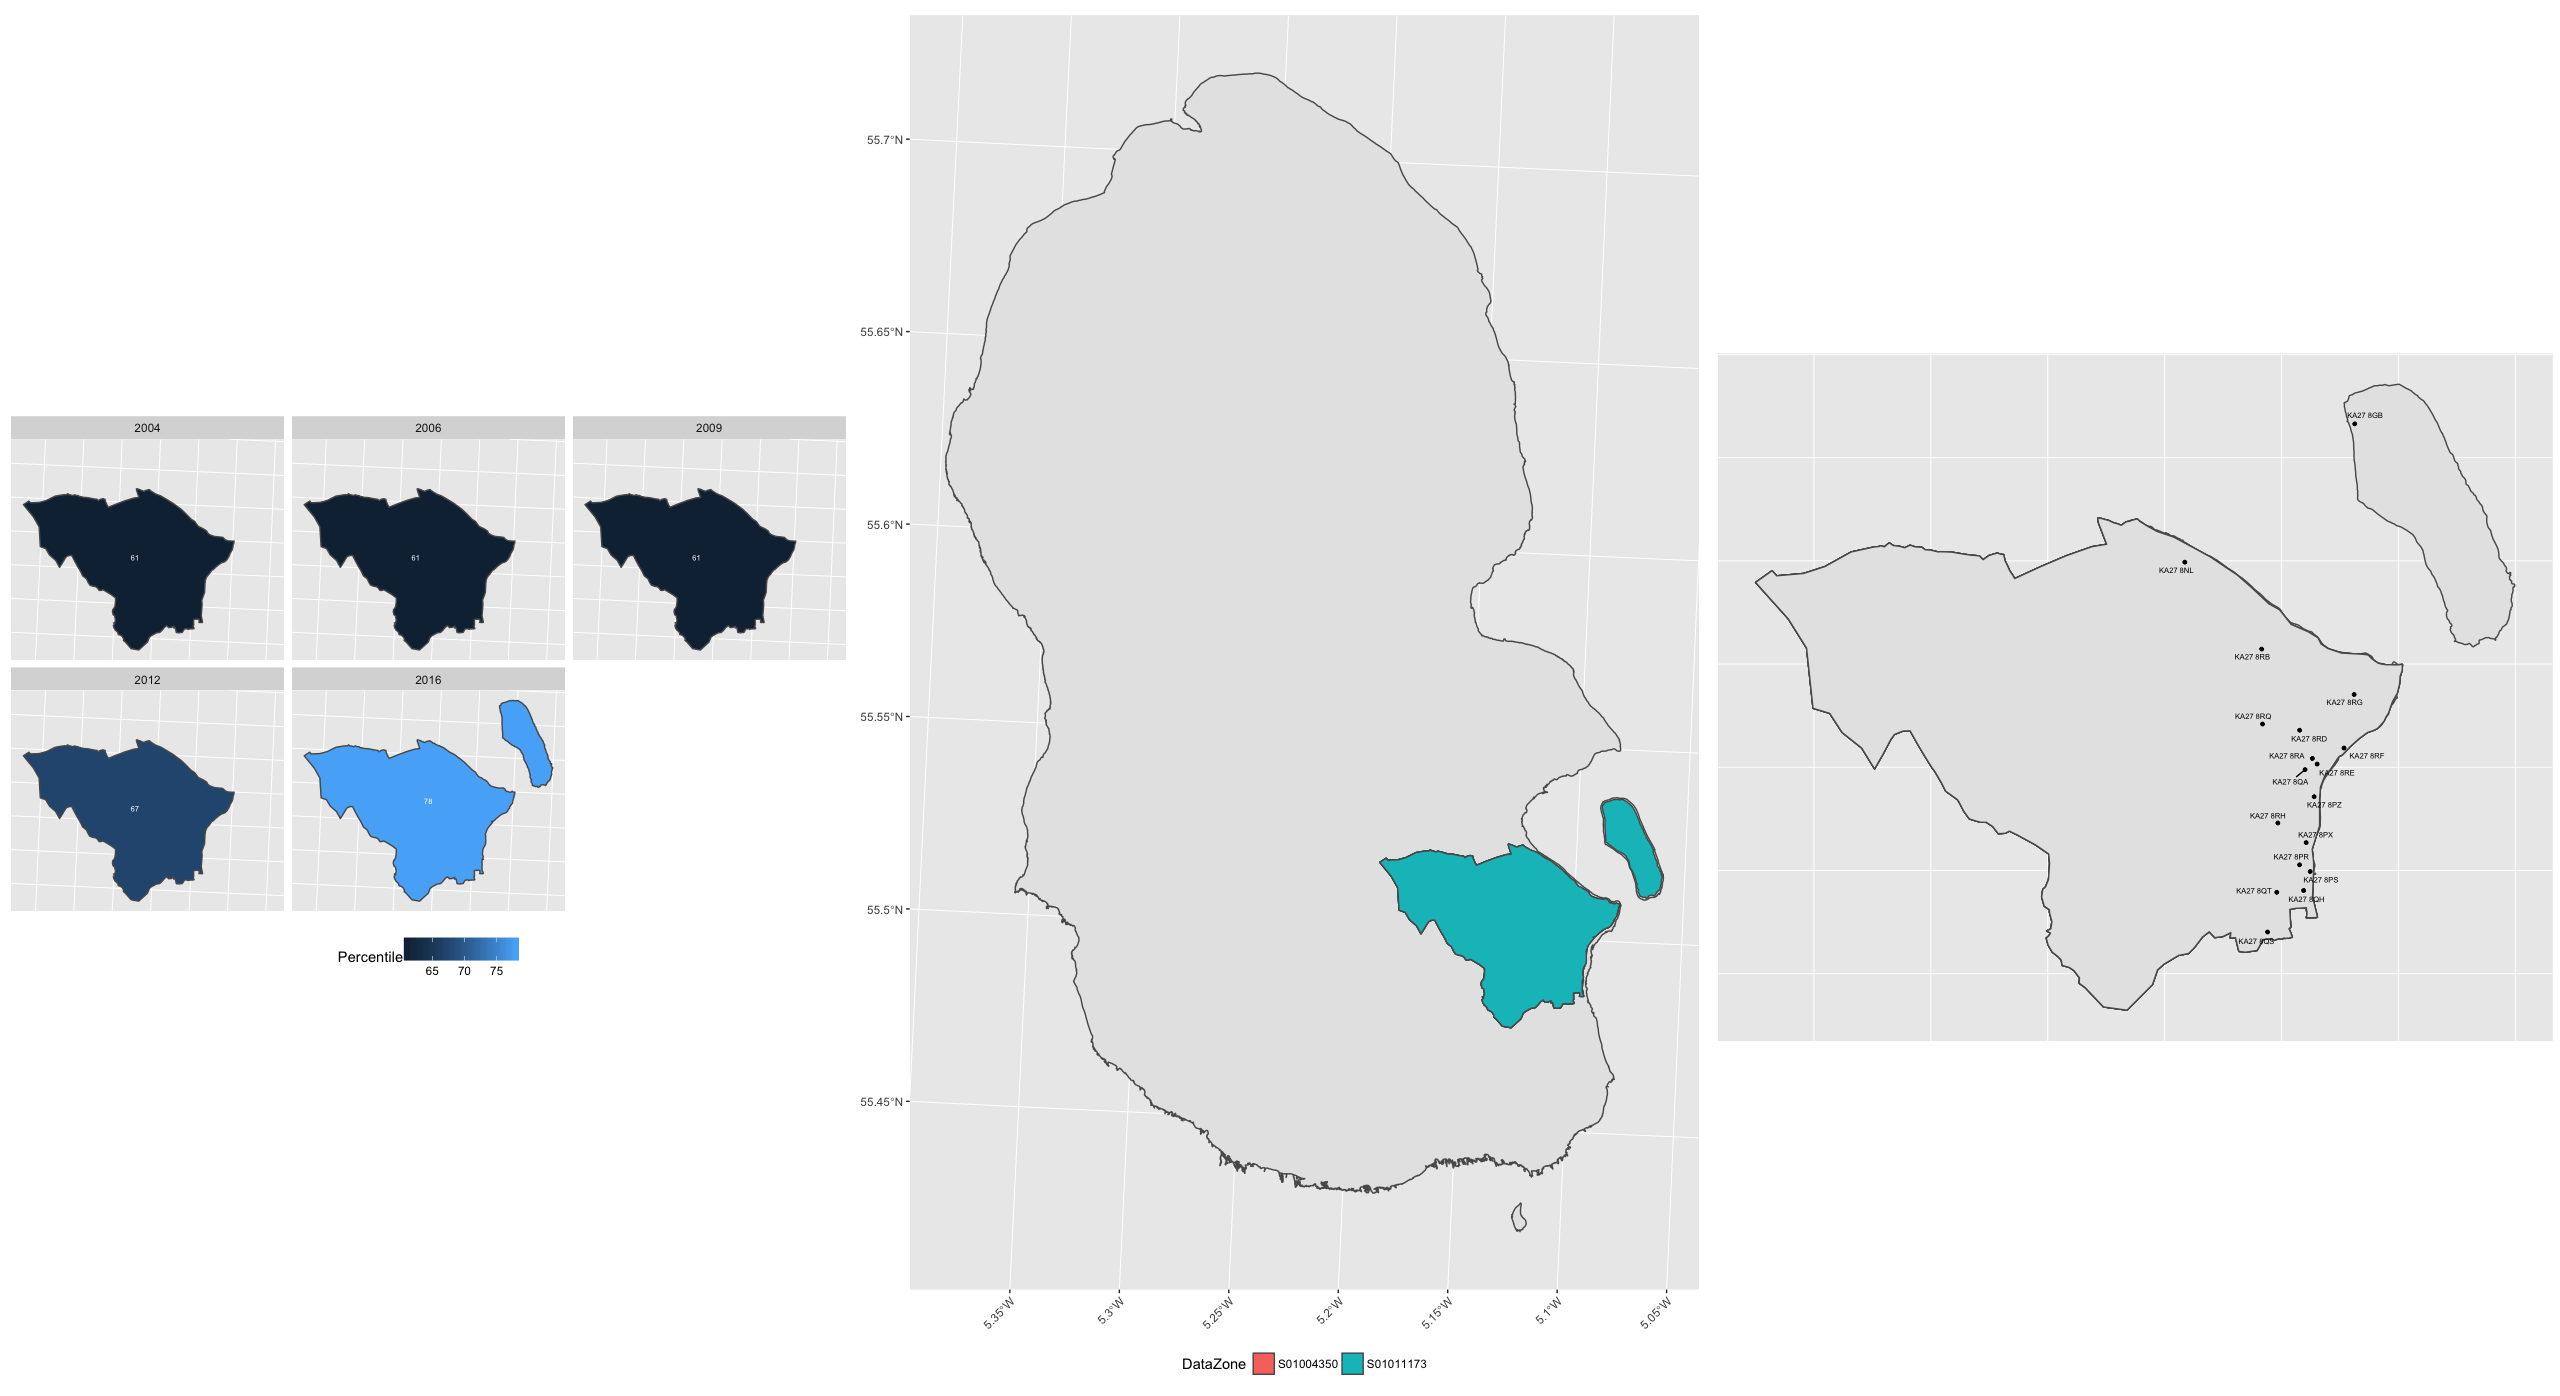 2004
2006
2009
61
61
61
2012
2016
67
78
Percentile
65 70 75
55.7°N
55.65°N
55.6°N
55.55°N
55.5°N
55.45°N
5.35°W
5.3°W
5.25°W
5.2°W
5.15°W
5.1°W
5.05°W
DataZone S01004350 S01011173
KA27 8GB
KA27 8NL
KA27 8RB
KA27 8RG
KA27 8RQ
KA27 8RD
KA27 8RA
KA27 8RF
KA27 8RE
KA27 8QA
KA27 8PZ
KA27 8RH
KA27 8PX
KA27 8PR
KA27 8PS
KA27 8QT
KA27 8QH
KA27 8QS